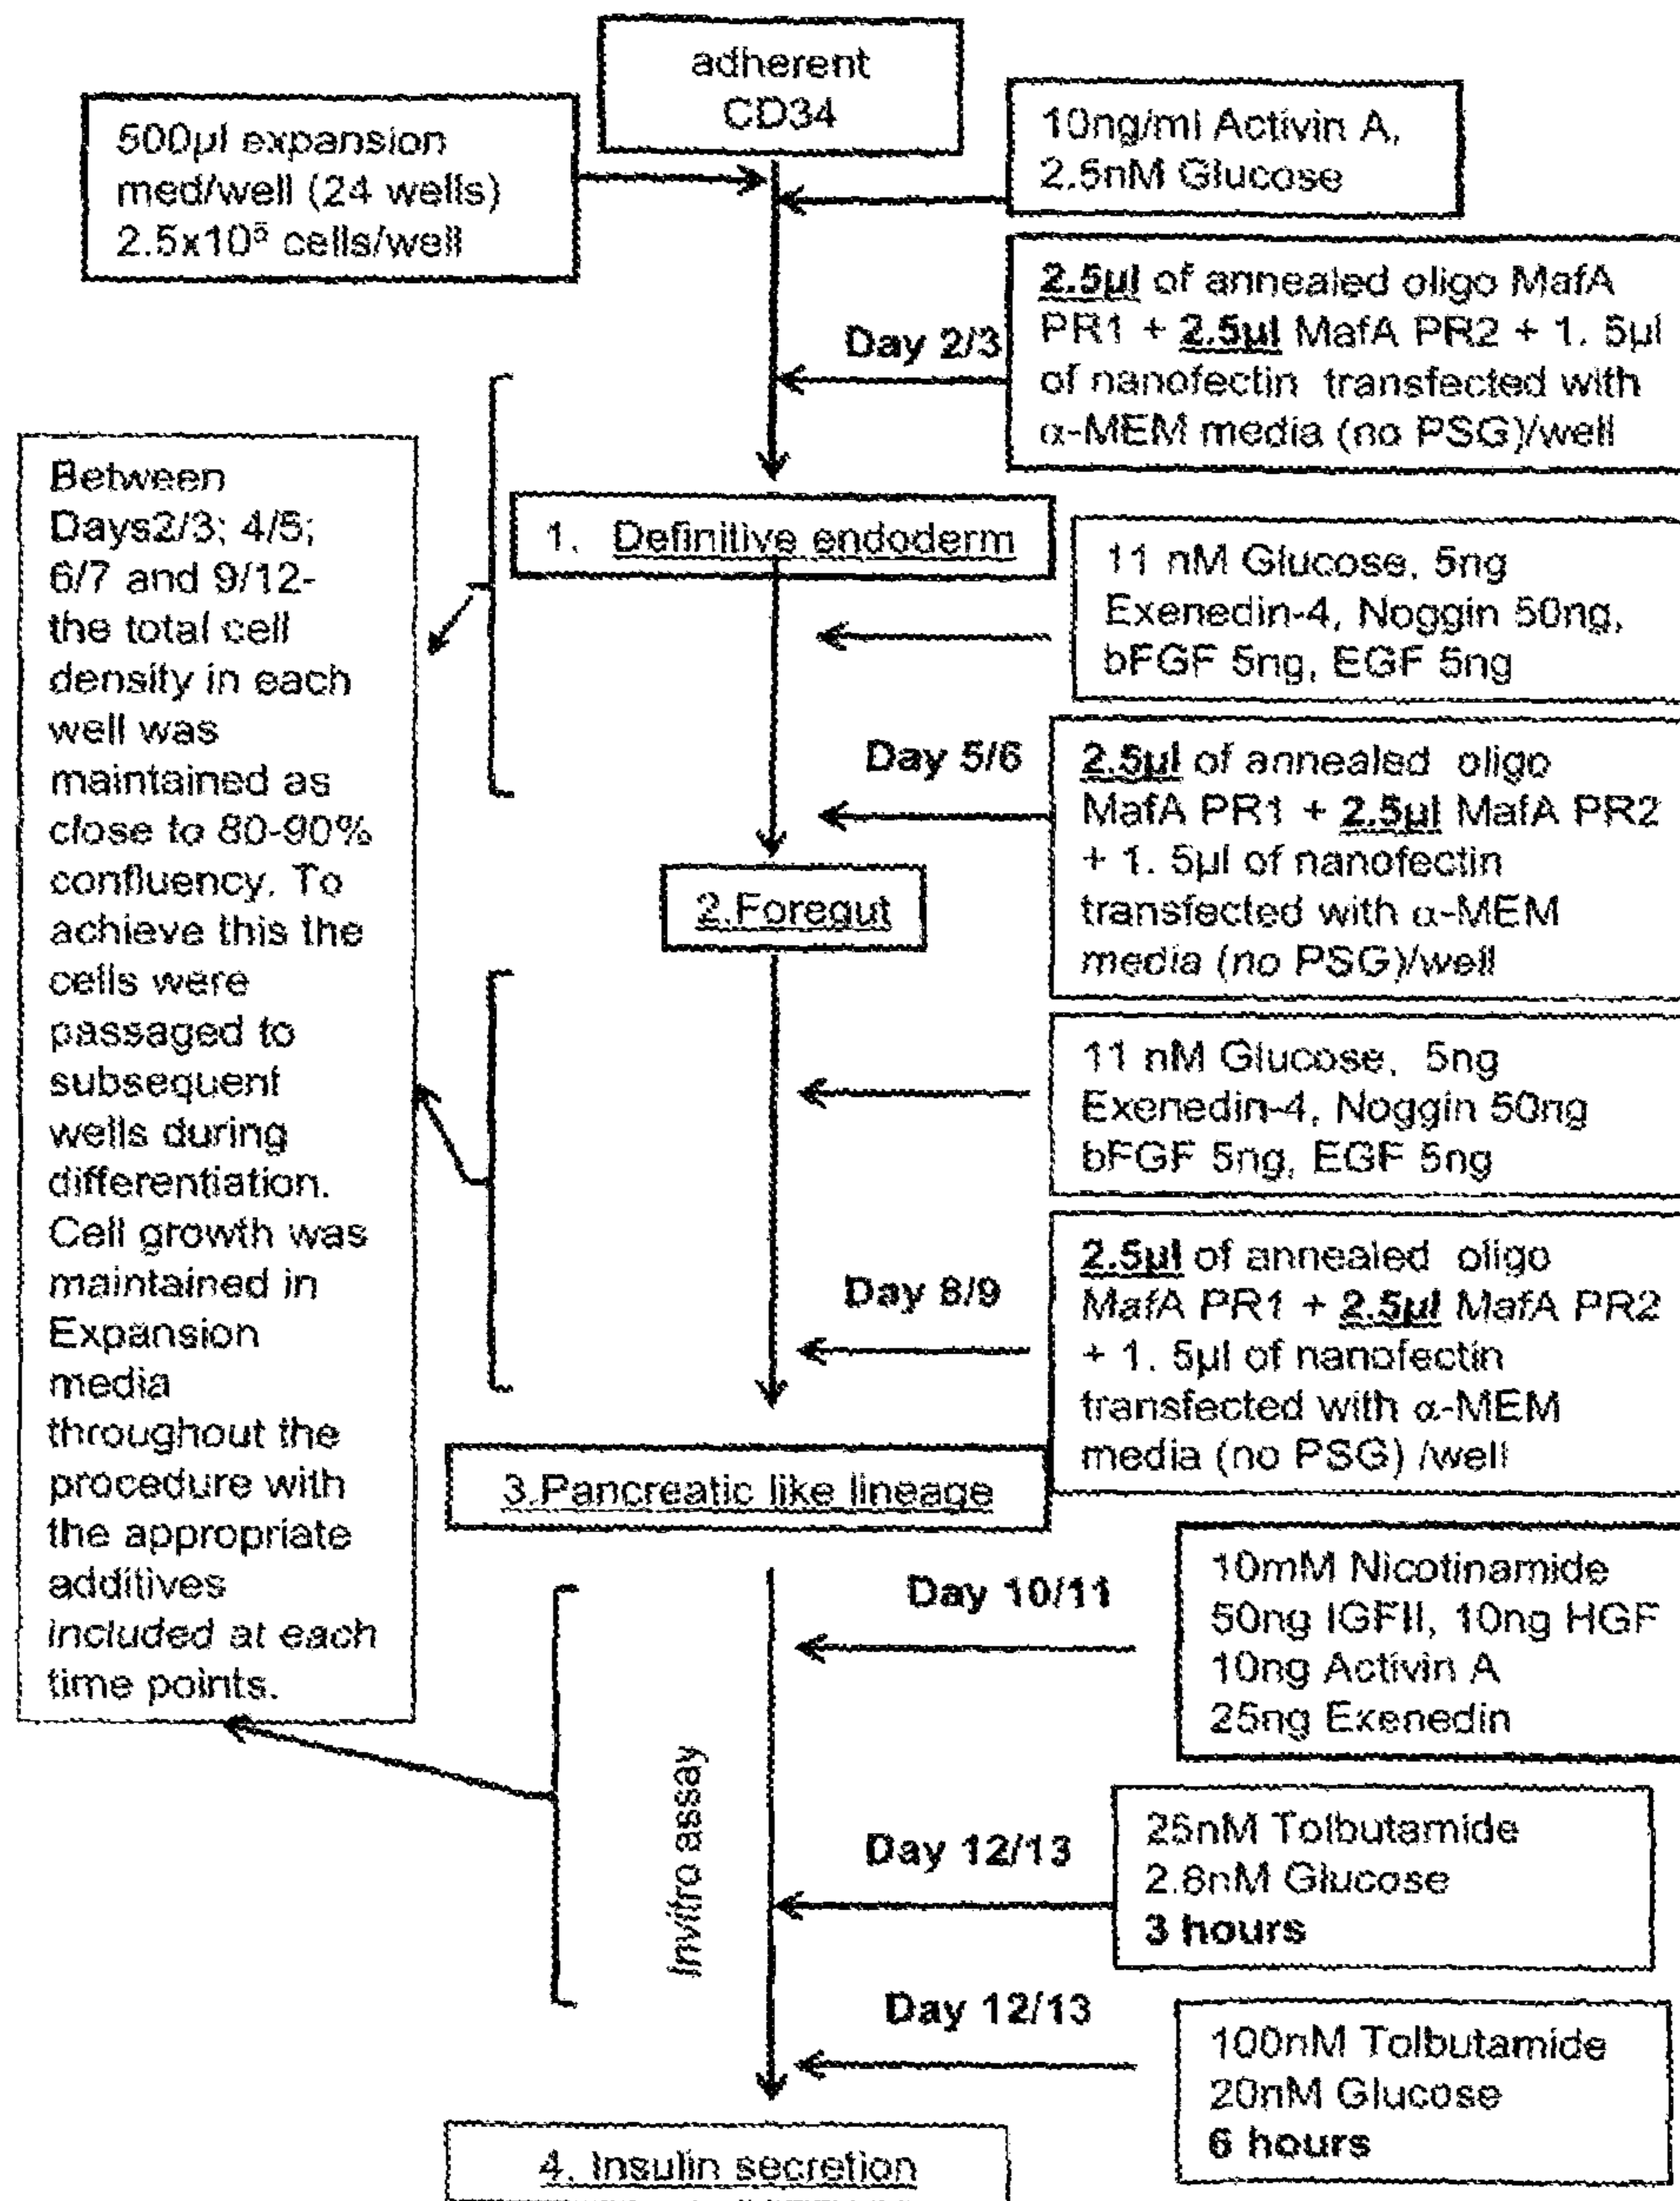 adherent
CD34
500µl expansion
med/well (24 wells)
2.5x10⁵ cells/well
10ng/ml Activin A,
2.5nM Glucose
Day 2/3
2.5µl of annealed oligo MafA
PR1 + 2.5µl MafA PR2 + 1. 5µl
of nanofectin transfected with
α-MEM media (no PSG)/well
1. Definitive endoderm
11 nM Glucose, 5ng
Exenedin-4, Noggin 50ng,
bFGF 5ng, EGF 5ng
Day 5/6
2.5µl of annealed oligo
MafA PR1 + 2.5µl MafA PR2
+ 1. 5µl of nanofectin
transfected with α-MEM
media (no PSG)/well
2.Foregut
11 nM Glucose, 5ng
Exenedin-4, Noggin 50ng
bFGF 5ng, EGF 5ng
Day 8/9
2.5µl of annealed oligo
MafA PR1 + 2.5µl MafA PR2
+ 1. 5µl of nanofectin
transfected with α-MEM
media (no PSG) /well
3.Pancreatic like lineage
Day 10/11
10mM Nicotinamide
50ng IGFII, 10ng HGF
10ng Activin A
25ng Exenedin
Invitro assay
Day 12/13
25nM Tolbutamide
2.8nM Glucose
3 hours
Day 12/13
100nM Tolbutamide
20nM Glucose
6 hours
4. Insulin secretion
Between
Days2/3; 4/5;
6/7 and 9/12-
the total cell
density in each
well was
maintained as
close to 80-90%
confluency. To
achieve this the
cells were
passaged to
subsequent
wells during
differentiation.
Cell growth was
maintained in
Expansion
media
throughout the
procedure with
the appropriate
additives
included at each
time points.